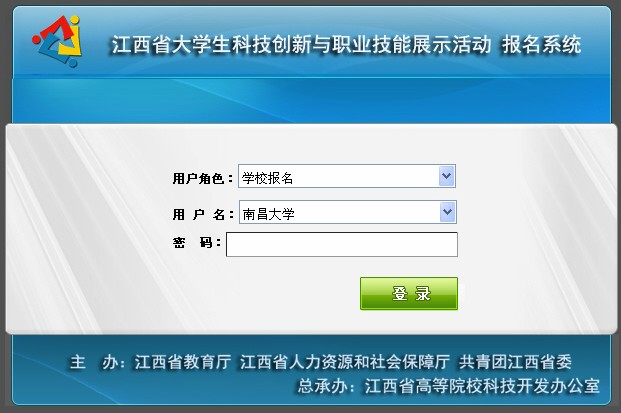 江西省大学生科技创新与职业技能展示活动 报名系统
用户角色：学校报名
用 户 名：南昌大学
密 码：
登 录
主 办：江西省教育厅 江西省人力资源和社会保障厅 共青团江西省委
总承办：江西省高等院校科技开发办公室